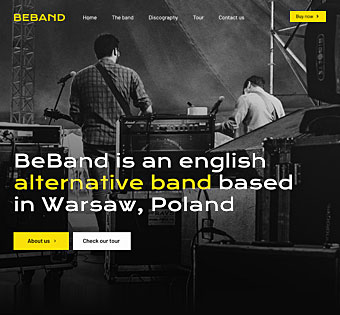 BEBAND
Home
The band
Discography
Tour
Contact us
Buy now
BeBand is an english
alternative band based
in Warsaw, Poland
About us
Check our tour